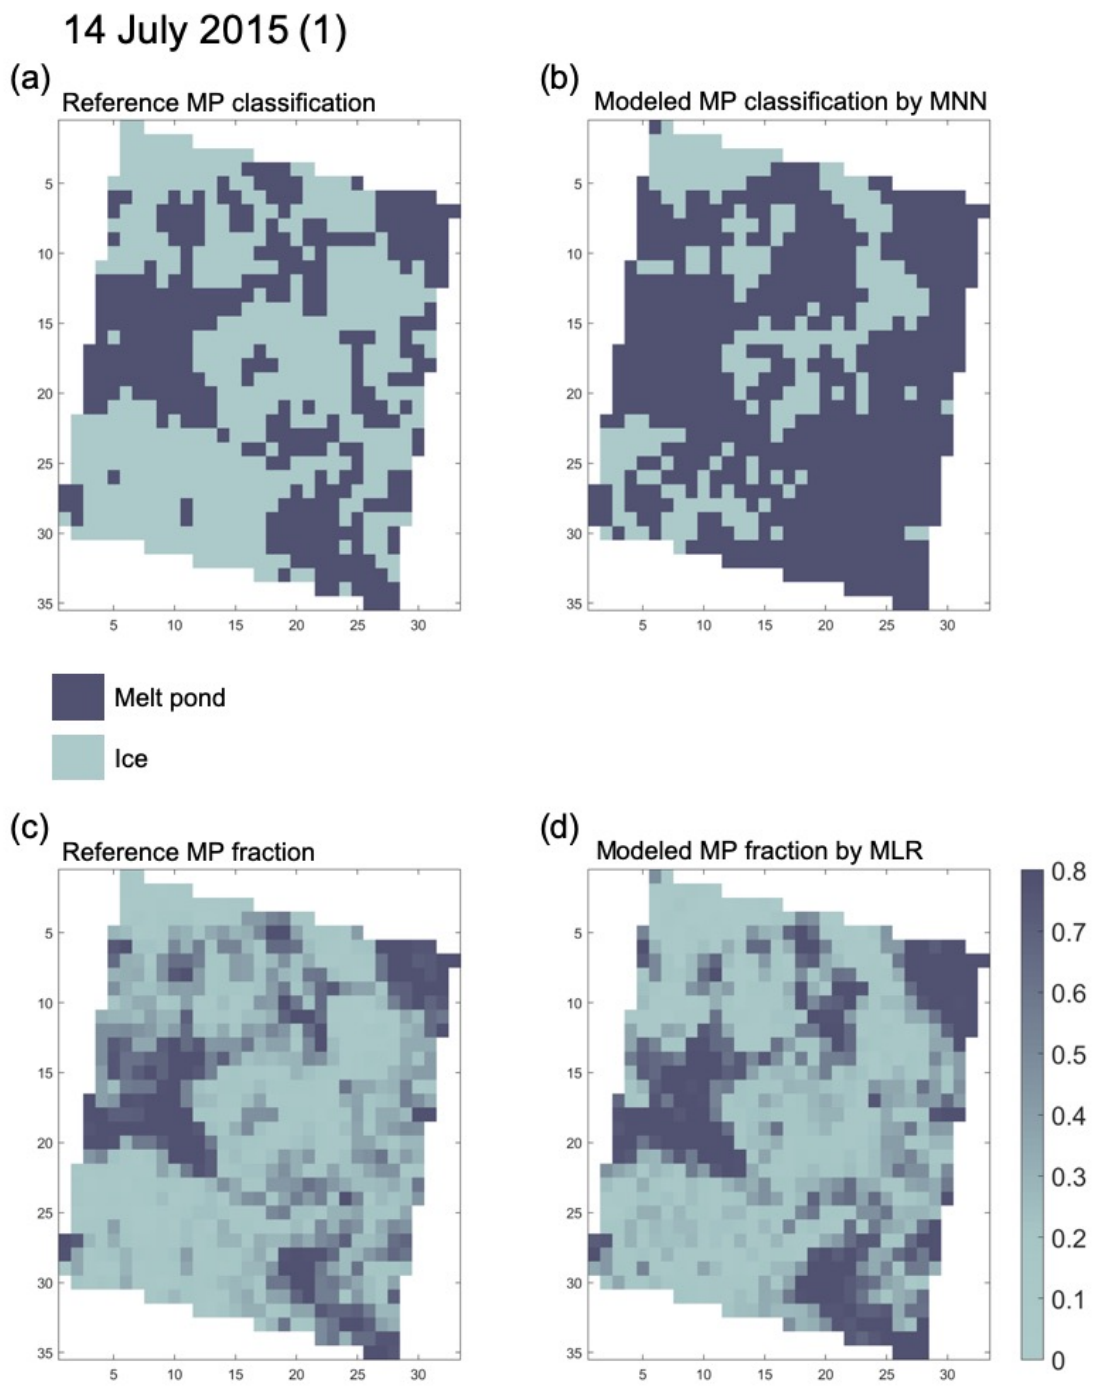 14 July 2015 (1)
(a)
Reference MP classification
5
10
15
20
25
30
35
5 10 15 20 25 30
(b)
Modeled MP classification by MNN
5
10
15
20
25
30
35
5 10 15 20 25 30
Melt pond
Ice
(c)
Reference MP fraction
5
10
15
20
25
30
35
5 10 15 20 25 30
(d)
Modeled MP fraction by MLR
5
10
15
20
25
30
35
5 10 15 20 25 30
0.8
0.7
0.6
0.5
0.4
0.3
0.2
0.1
0